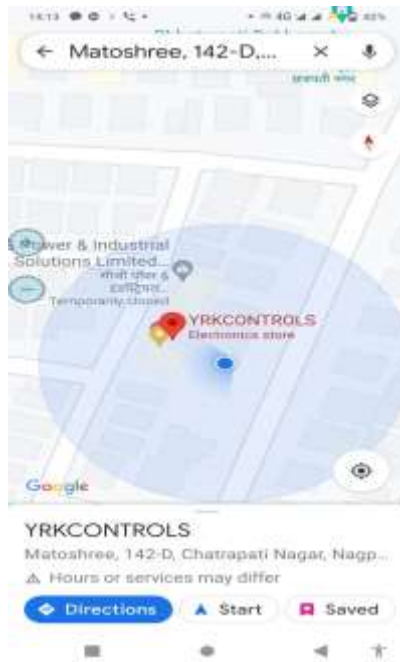 Matoshree, 142-D,...
wer & Industrial
Solutions Limited...
Temporarily closed
YRKCONTROLS
Electronics store
Google
YRKCONTROLS
Matoshree, 142-D, Chatrapati Nagar, Nagp...
Hours or services may differ
Directions
Start
Saved